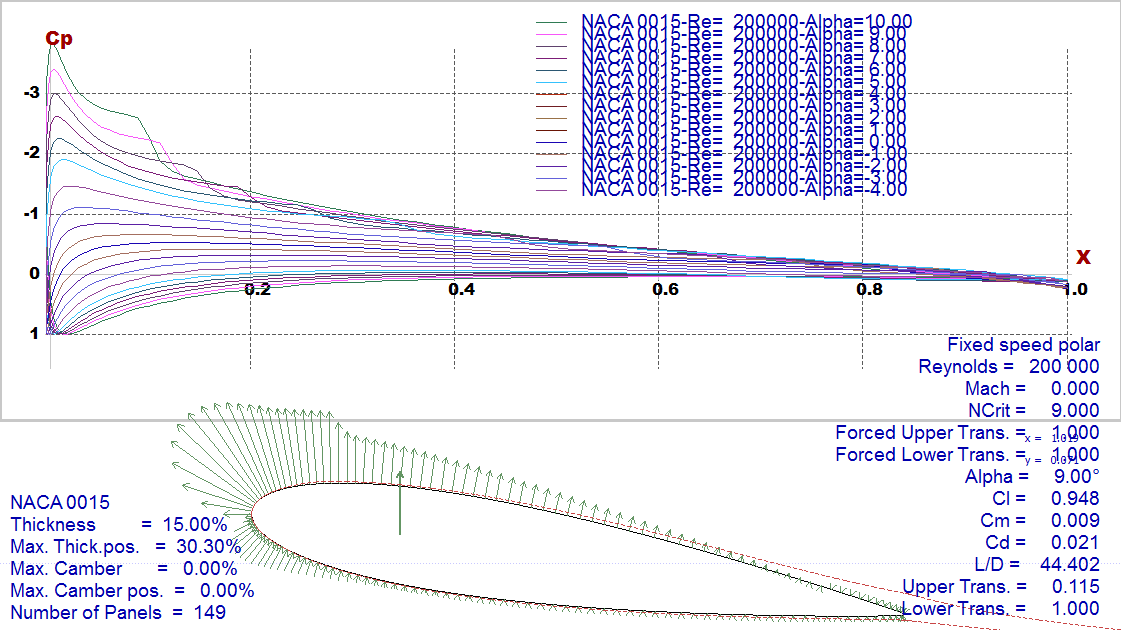 Cp
NACA 0015-Re= 200000-Alpha=10.00
NACA 0015-Re= 200000-Alpha=9.00
NACA 0015-Re= 200000-Alpha=8.00
NACA 0015-Re= 200000-Alpha=7.00
NACA 0015-Re= 200000-Alpha=6.00
NACA 0015-Re= 200000-Alpha=5.00
NACA 0015-Re= 200000-Alpha=4.00
NACA 0015-Re= 200000-Alpha=3.00
NACA 0015-Re= 200000-Alpha=2.00
NACA 0015-Re= 200000-Alpha=1.00
NACA 0015-Re= 200000-Alpha=0.00
NACA 0015-Re= 200000-Alpha=-1.00
NACA 0015-Re= 200000-Alpha=-2.00
NACA 0015-Re= 200000-Alpha=-3.00
NACA 0015-Re= 200000-Alpha=-4.00
-3
-2
-1
0
1
X
0.2 0.4 0.6 0.8 1.0
Fixed speed polar
Reynolds = 200 000
Mach = 0.000
NCrit = 9.000
Forced Upper Trans. = 1.000
x =
Forced Lower Trans. = 1.000
y =
Alpha = 9.00°
Cl = 0.948
Cm = 0.009
Cd = 0.021
L/D = 44.402
Upper Trans. = 0.115
Lower Trans. = 1.000
NACA 0015
Thickness = 15.00%
Max. Thick.pos. = 30.30%
Max. Camber = 0.00%
Max. Camber pos. = 0.00%
Number of Panels = 149